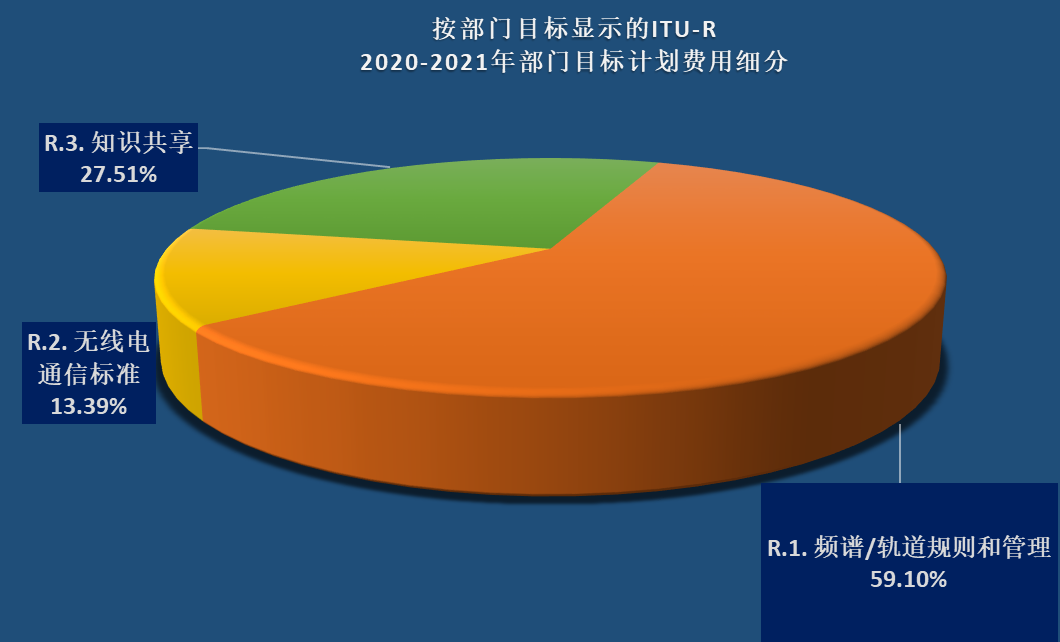 按部门目标显示的ITU-R
2020-2021年部门目标计划费用细分
R.3. 知识共享
27.51%
R.2. 无线电
通信标准
13.39%
R.1. 频谱/轨道规则和管理
59.10%